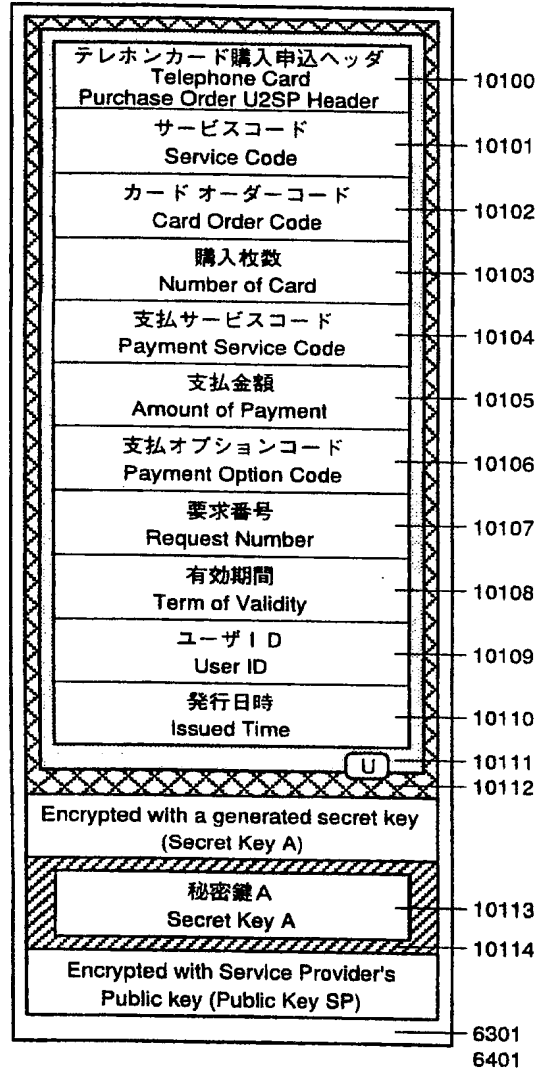 テレホンカード購入申込ヘッダ
Telephone Card
Purchase Order U2SP Header
10100
サービスコード
Service Code
10101
カード オーダーコード
Card Order Code
10102
購入枚数
Number of Card
10103
支払サービスコード
Payment Service Code
10104
支払金額
Amount of Payment
10105
支払オプションコード
Payment Option Code
10106
要求番号
Request Number
10107
有効期間
Term of Validity
10108
ユーザID
User ID
10109
発行日時
Issued Time
10110
U
10111
10112
Encrypted with a generated secret key
(Secret Key A)
秘密鍵A
Secret Key A
10113
10114
Encrypted with Service Provider's
Public key (Public Key SP)
6301
6401